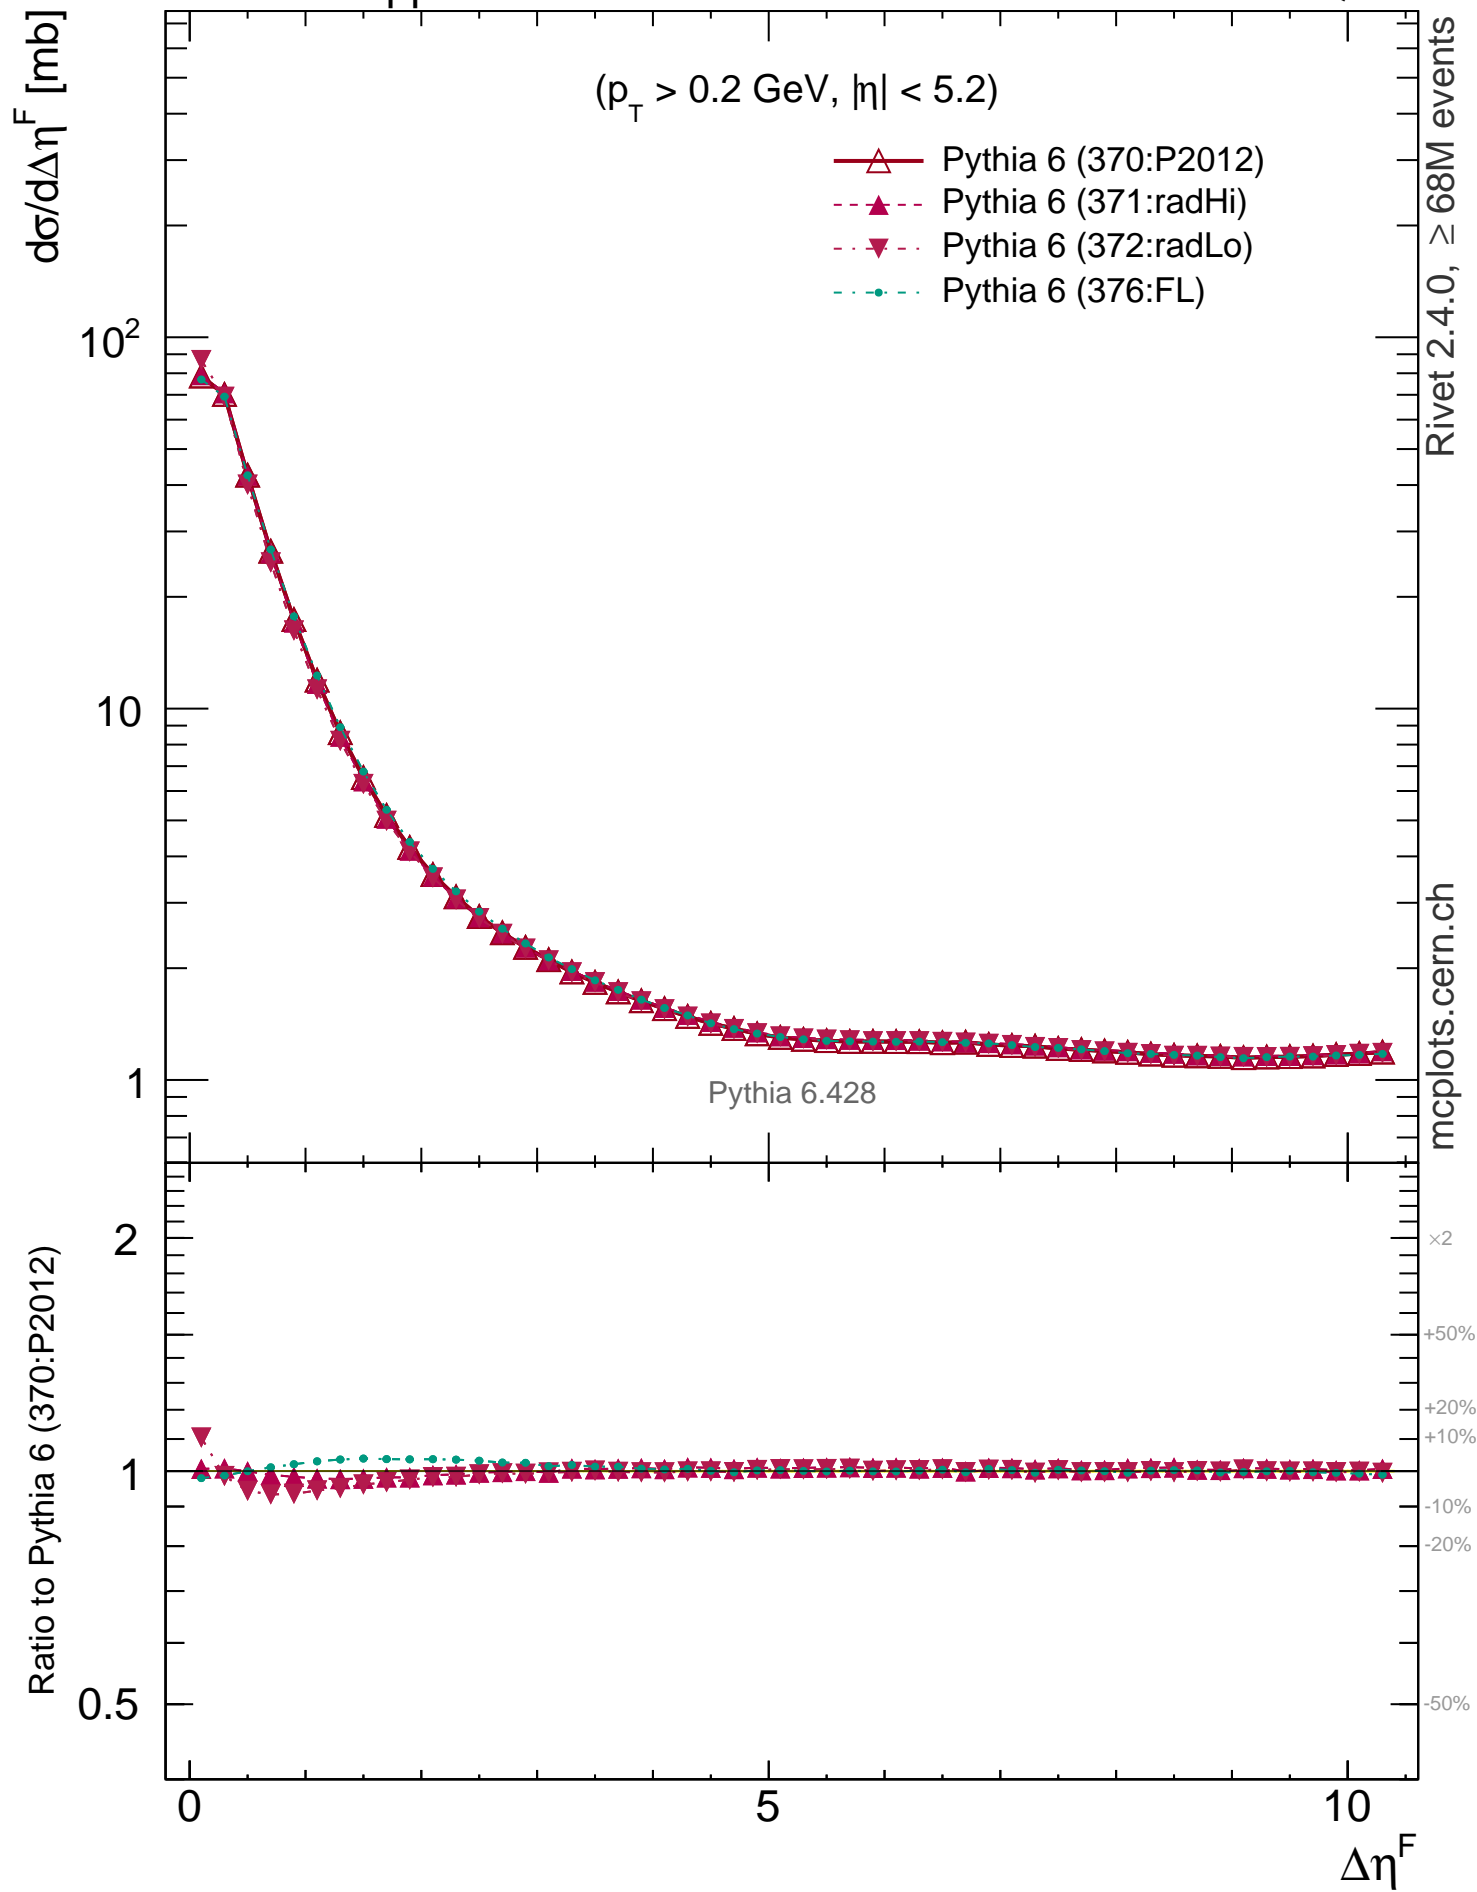 (p_T > 0.2 GeV, |η| < 5.2)
dσ/dΔη^F [mb]
Pythia 6 (370:P2012)
Pythia 6 (371:radHi)
Pythia 6 (372:radLo)
Pythia 6 (376:FL)
10^2
10
1
Pythia 6.428
Rivet 2.4.0, ≥ 68M events
mcplots.cern.ch
Ratio to Pythia 6 (370:P2012)
2
1
0.5
×2
+50%
+20%
+10%
-10%
-20%
-50%
0
5
10
Δη^F